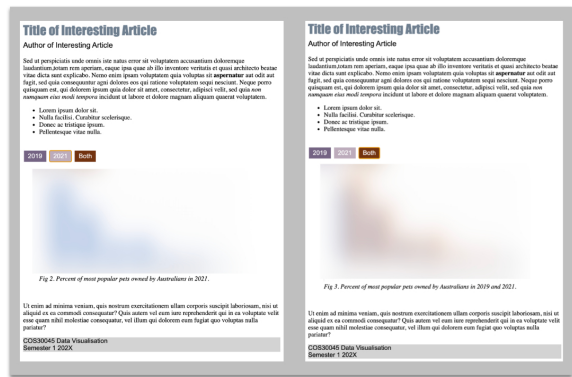 Title of Interesting Article
Author of Interesting Article
Sed ut perspiciatis unde omnis iste natus error sit voluptatem accusantium doloremque
laudantium,totam rem aperiam, eaque ipsa quae ab illo inventore veritatis et quasi architecto beatae
vitae dicta sunt explicabo. Nemo enim ipsam voluptatem quia voluptas sit aspernatur aut odit aut
fugit, sed quia consequuntur agni dolores eos qui ratione voluptatem sequi nesciunt. Neque porro
quisquam est, qui dolorem ipsum quia dolor sit amet, consectetur, adipisci velit, sed quia non
numquam eius modi tempora incidunt ut labore et dolore magnam aliquam quaerat voluptatem.
• Lorem ipsum dolor sit.
• Nulla facilisi. Curabitur scelerisque.
• Donec ac tristique ipsum.
• Pellentesque vitae nulla.
2019 2021 Both
Fig 2. Percent of most popular pets owned by Australians in 2021.
Ut enim ad minima veniam, quis nostrum exercitationem ullam corporis suscipit laboriosam, nisi ut
aliquid ex ea commodi consequatur? Quis autem vel eum iure reprehenderit qui in ea voluptate velit
esse quam nihil molestiae consequatur, vel illum qui dolorem eum fugiat quo voluptas nulla
pariatur?
COS30045 Data Visualisation
Semester 1 202X
Title of Interesting Article
Author of Interesting Article
Sed ut perspiciatis unde omnis iste natus error sit voluptatem accusantium doloremque
laudantium,totam rem aperiam, eaque ipsa quae ab illo inventore veritatis et quasi architecto beatae
vitae dicta sunt explicabo. Nemo enim ipsam voluptatem quia voluptas sit aspernatur aut odit aut
fugit, sed quia consequuntur agni dolores eos qui ratione voluptatem sequi nesciunt. Neque porro
quisquam est, qui dolorem ipsum quia dolor sit amet, consectetur, adipisci velit, sed quia non
numquam eius modi tempora incidunt ut labore et dolore magnam aliquam quaerat voluptatem.
• Lorem ipsum dolor sit.
• Nulla facilisi. Curabitur scelerisque.
• Donec ac tristique ipsum.
• Pellentesque vitae nulla.
2019 2021 Both
Fig 3. Percent of most popular pets owned by Australians in 2019 and 2021.
Ut enim ad minima veniam, quis nostrum exercitationem ullam corporis suscipit laboriosam, nisi ut
aliquid ex ea commodi consequatur? Quis autem vel eum iure reprehenderit qui in ea voluptate velit
esse quam nihil molestiae consequatur, vel illum qui dolorem eum fugiat quo voluptas nulla
pariatur?
COS30045 Data Visualisation
Semester 1 202X